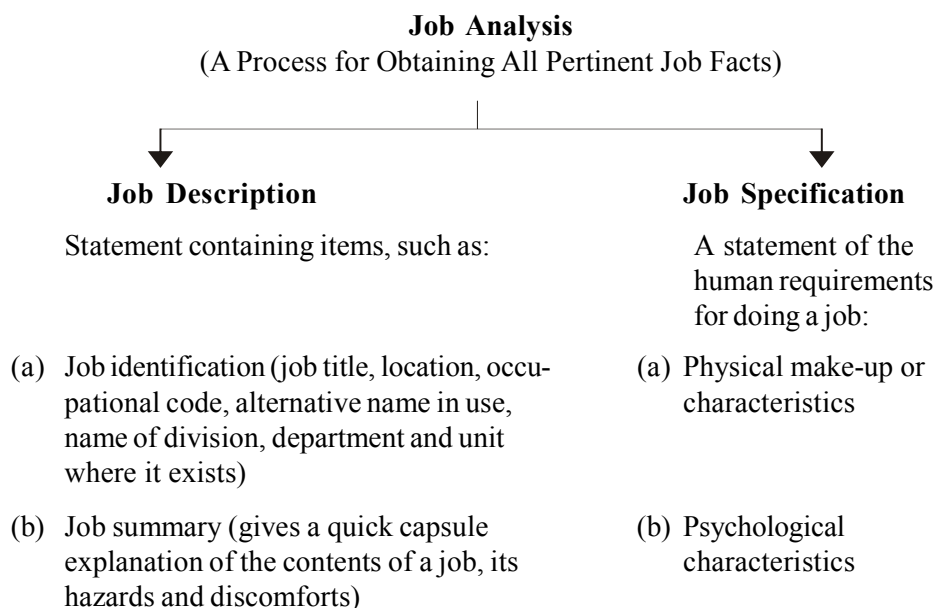 Job Analysis
(A Process for Obtaining All Pertinent Job Facts)
Job Description
Statement containing items, such as:
(a) Job identification (job title, location, occu-
pational code, alternative name in use,
name of division, department and unit
where it exists)
(b) Job summary (gives a quick capsule
explanation of the contents of a job, its
hazards and discomforts)
Job Specification
A statement of the
human requirements
for doing a job:
(a) Physical make-up or
characteristics
(b) Psychological
characteristics